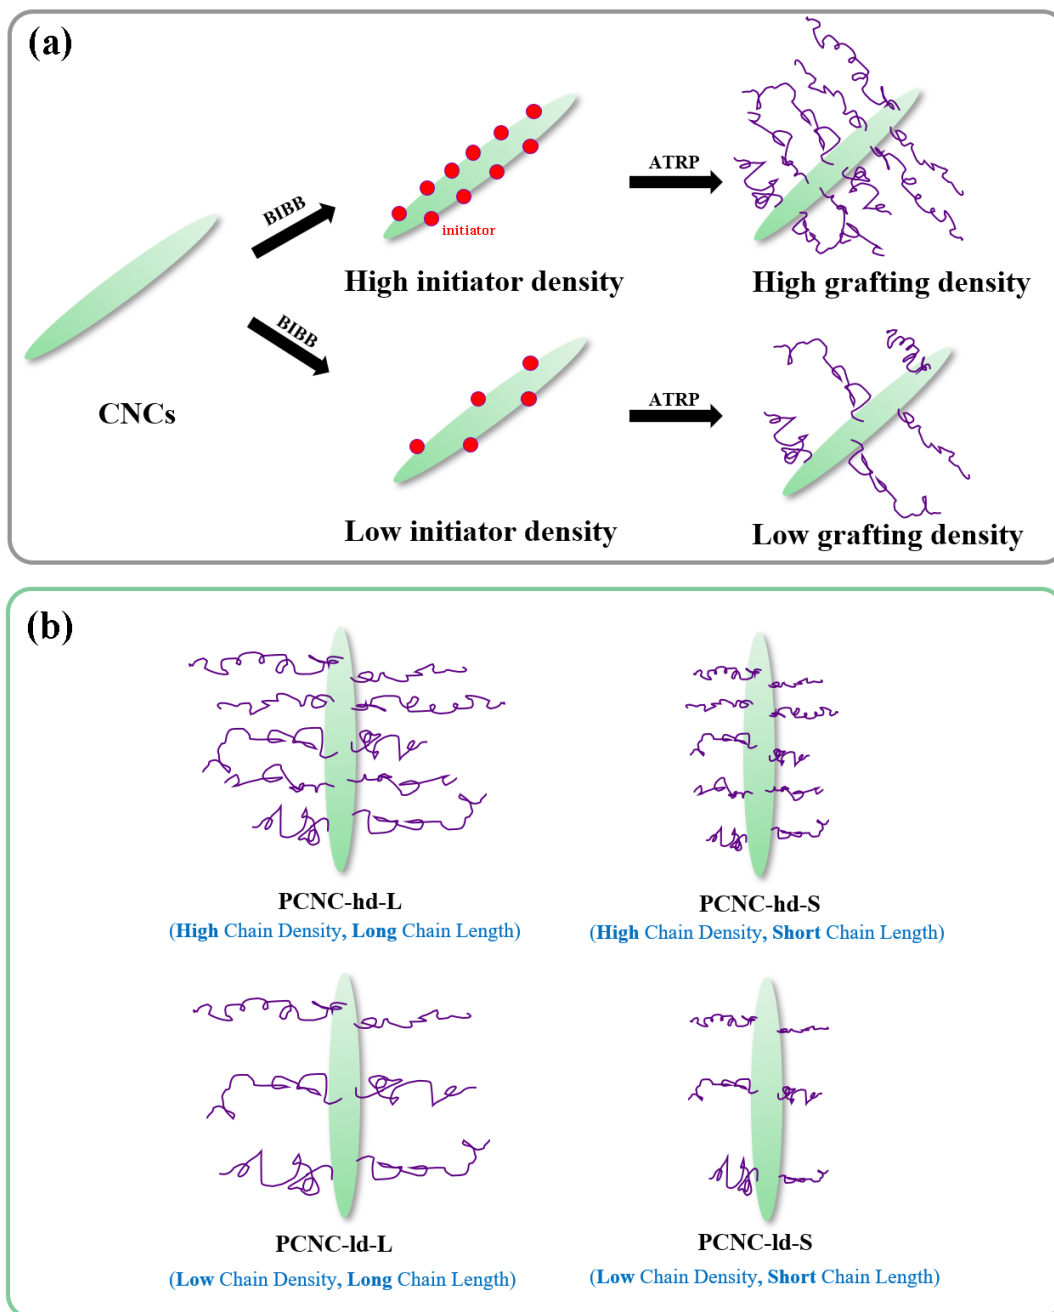 (a)
BIBB
initiator
ATRP
High initiator density
High grafting density
BIBB
CNCs
ATRP
Low initiator density
Low grafting density
(b)
PCNC-hd-L
(High Chain Density, Long Chain Length)
PCNC-hd-S
(High Chain Density, Short Chain Length)
PCNC-ld-L
(Low Chain Density, Long Chain Length)
PCNC-ld-S
(Low Chain Density, Short Chain Length)